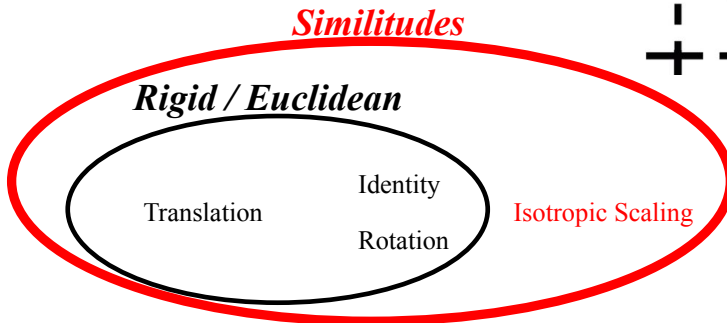 Similitudes
Rigid / Euclidean
Identity
Translation
Isotropic Scaling
Rotation